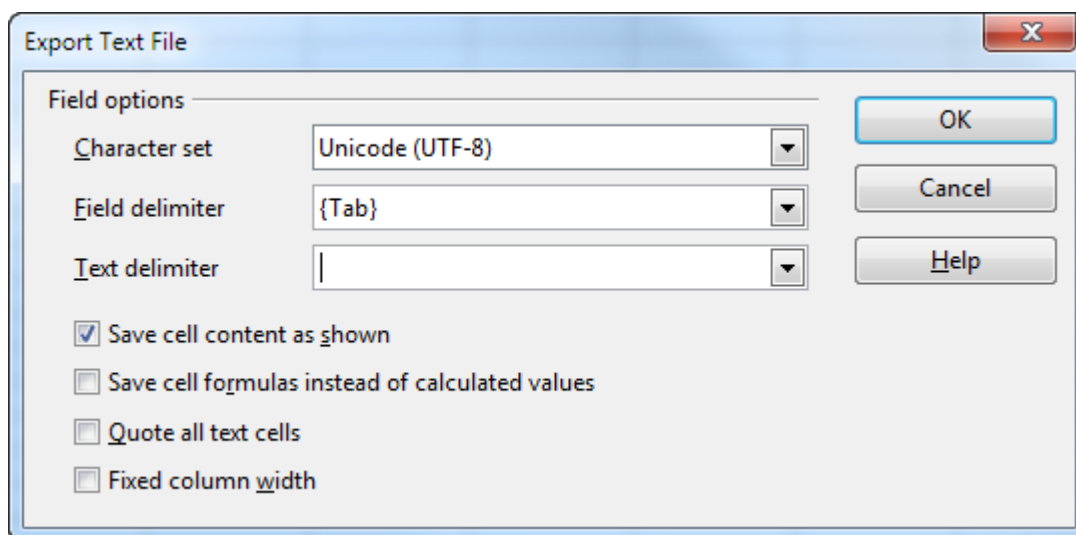 Export Text File
Field options
OK
Character set
Unicode (UTF-8)
Cancel
Field delimiter
{Tab}
Text delimiter
Help
Save cell content as shown
Save cell formulas instead of calculated values
Quote all text cells
Fixed column width